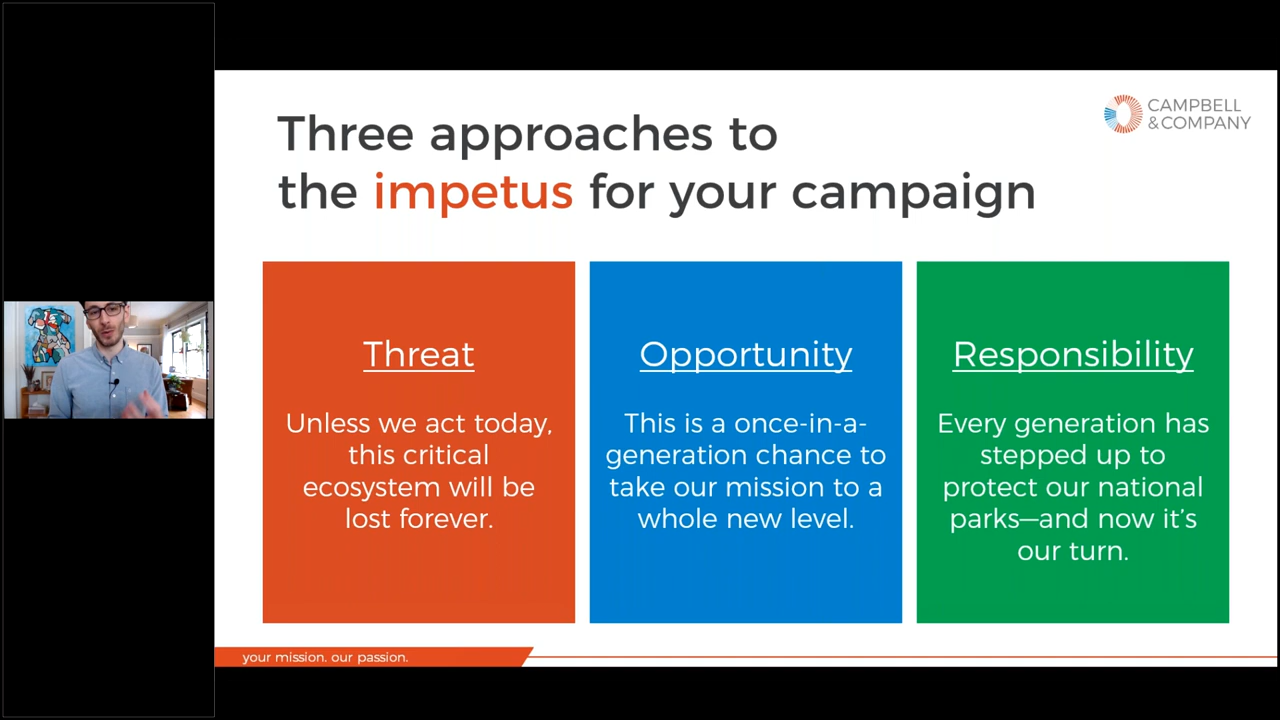 CAMPBELL
&COMPANY
Three approaches to
the impetus for your campaign
Threat
Unless we act today,
this critical
ecosystem will be
lost forever.
Opportunity
This is a once-in-a-
generation chance to
take our mission to a
whole new level.
Responsibility
Every generation has
stepped up to
protect our national
parks—and now it's
our turn.
your mission. our passion.